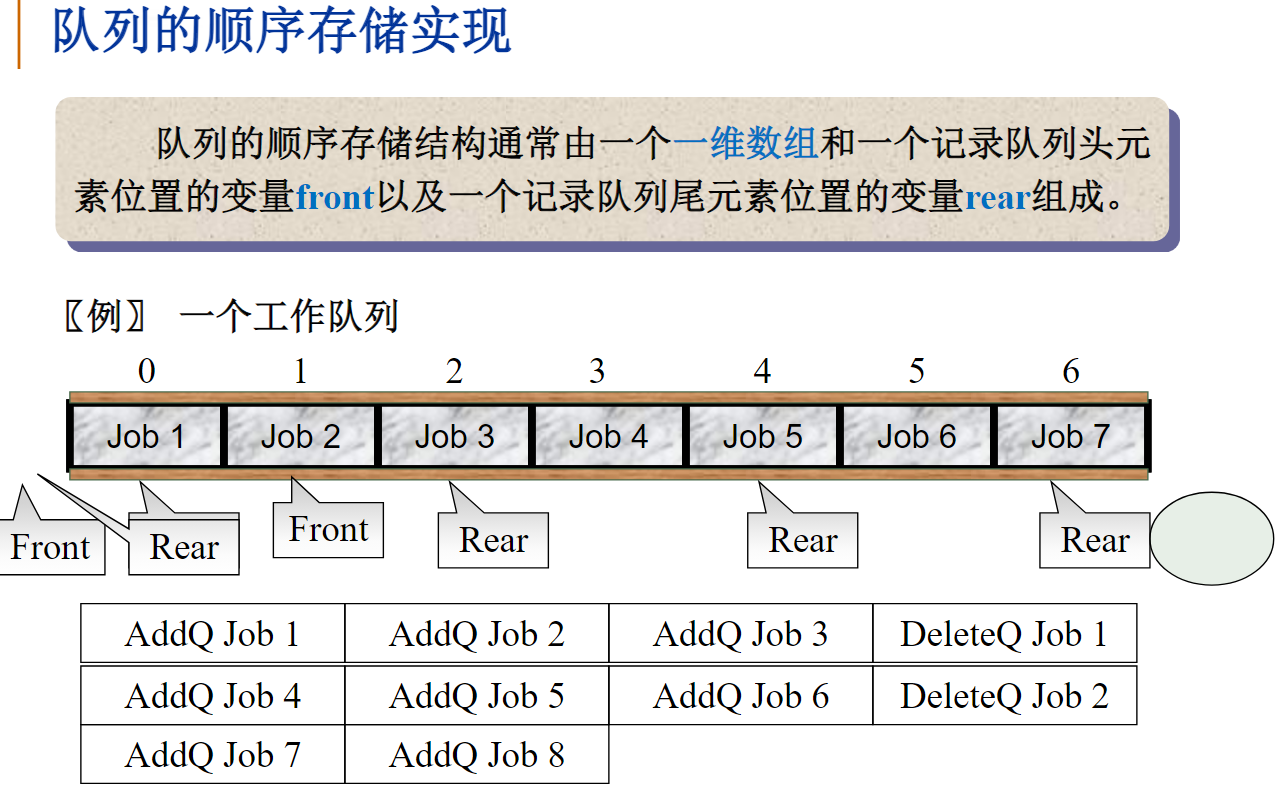 队列的顺序存储实现
队列的顺序存储结构通常由一个一维数组和一个记录队列头元
素位置的变量front以及一个记录队列尾元素位置的变量rear组成。
〖例〗 一个工作队列
0 1 2 3 4 5 6
Job 1 Job 2 Job 3 Job 4 Job 5 Job 6 Job 7
Front Rear Front Rear Rear Rear
AddQ Job 1 AddQ Job 2 AddQ Job 3 DeleteQ Job 1
AddQ Job 4 AddQ Job 5 AddQ Job 6 DeleteQ Job 2
AddQ Job 7 AddQ Job 8